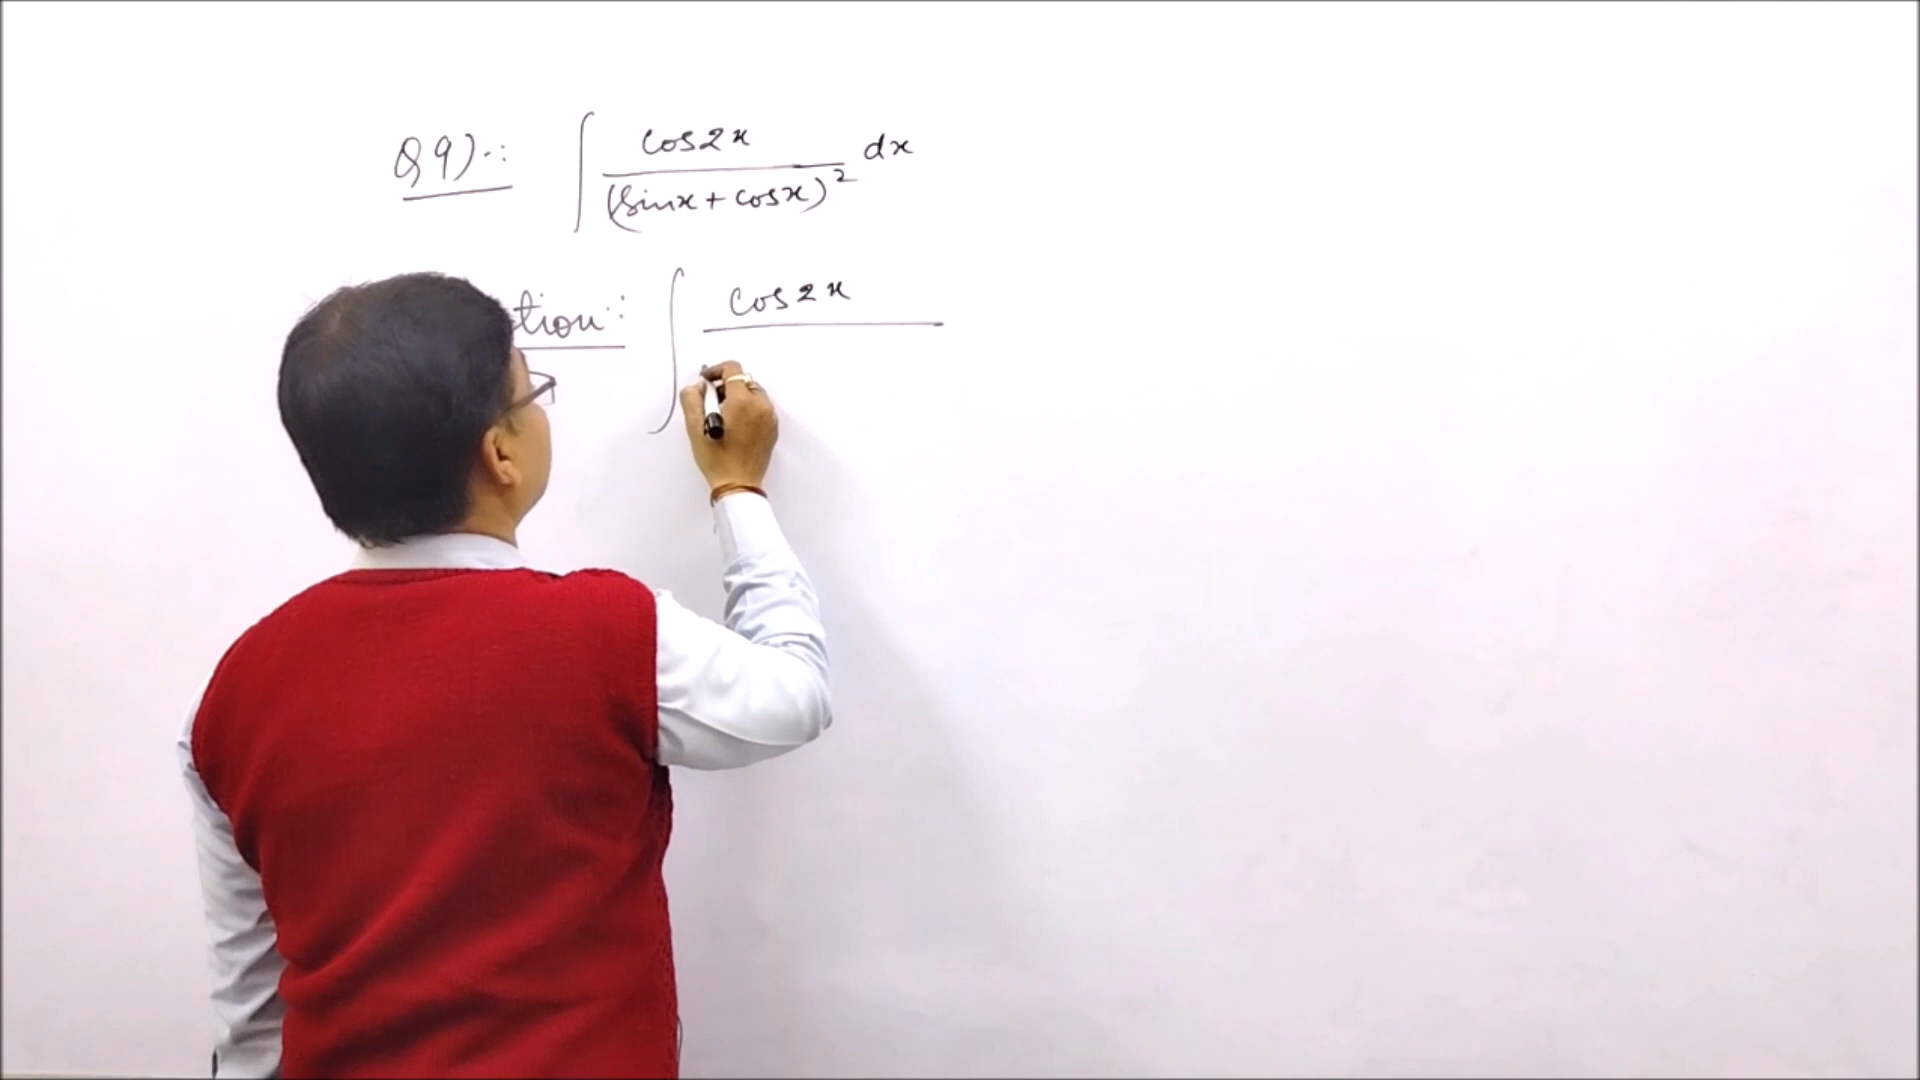 Q9):- ∫ cos2x / (sinx + cosx)² dx
tion:- ∫ cos2x